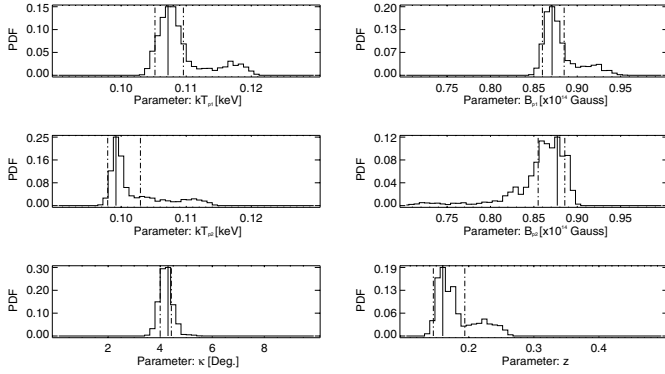 0.15
0.10
0.05
0.00
PDF
0.10 0.11 0.12
Parameter: kTp1 [keV]
0.20
0.13
0.07
0.00
PDF
0.75 0.80 0.85 0.90 0.95
Parameter: Bp1 [x10^14 Gauss]
0.25
0.17
0.08
0.00
PDF
0.10 0.11 0.12
Parameter: kTp2 [keV]
0.12
0.08
0.04
0.00
PDF
0.75 0.80 0.85 0.90 0.95
Parameter: Bp2 [x10^14 Gauss]
0.30
0.20
0.10
0.00
PDF
2 4 6 8
Parameter: κ [Deg.]
0.19
0.13
0.06
0.00
PDF
0.2 0.3 0.4
Parameter: z